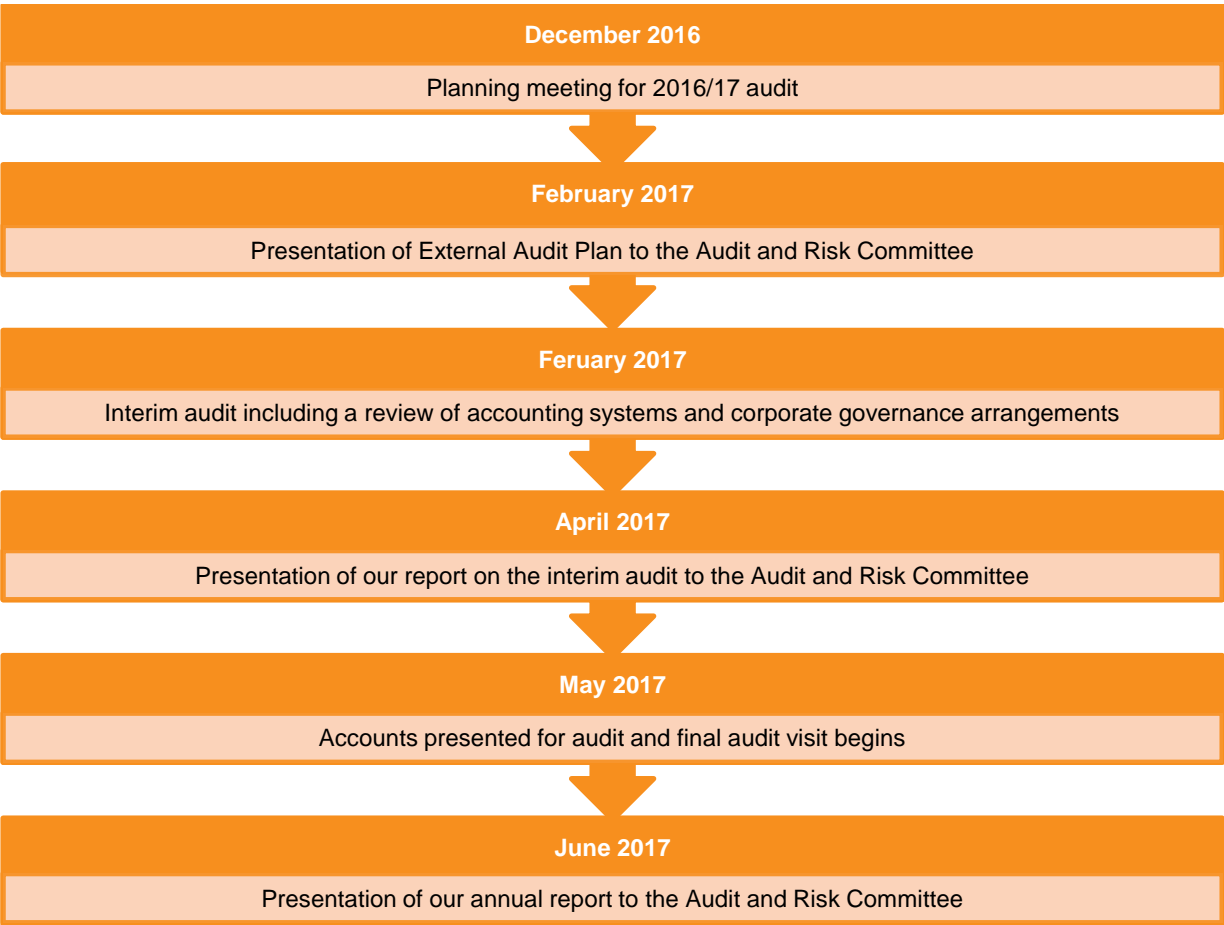 December 2016
Planning meeting for 2016/17 audit
February 2017
Presentation of External Audit Plan to the Audit and Risk Committee
Feruary 2017
Interim audit including a review of accounting systems and corporate governance arrangements
April 2017
Presentation of our report on the interim audit to the Audit and Risk Committee
May 2017
Accounts presented for audit and final audit visit begins
June 2017
Presentation of our annual report to the Audit and Risk Committee